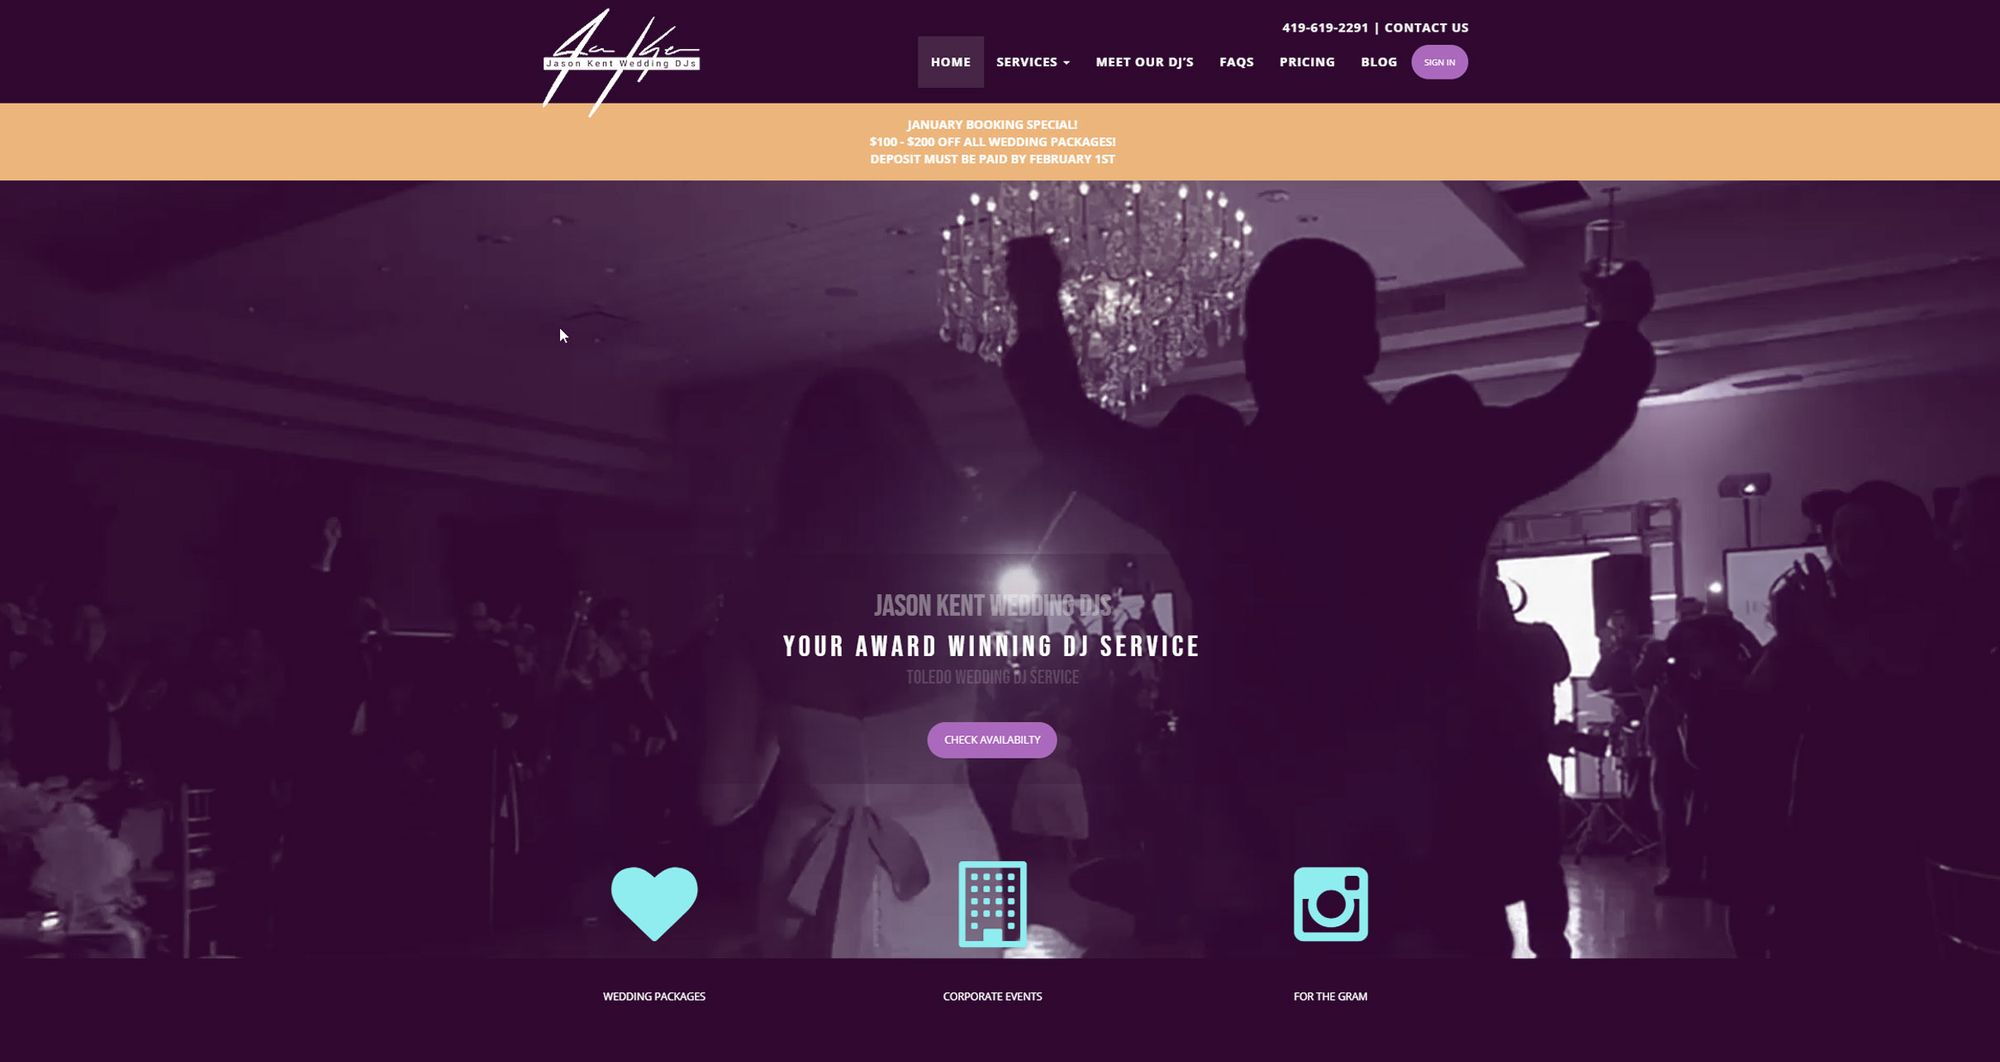 Jason Kent Wedding DJs
419-619-2291 | CONTACT US
HOME SERVICES MEET OUR DJ'S FAQS PRICING BLOG SIGN IN
JANUARY BOOKING SPECIAL!
$100 - $200 OFF ALL WEDDING PACKAGES!
DEPOSIT MUST BE PAID BY FEBRUARY 1ST
JASON KENT WEDDING DJS
YOUR AWARD WINNING DJ SERVICE
TOLEDO WEDDING DJ SERVICE
CHECK AVAILABILTY
WEDDING PACKAGES CORPORATE EVENTS FOR THE GRAM